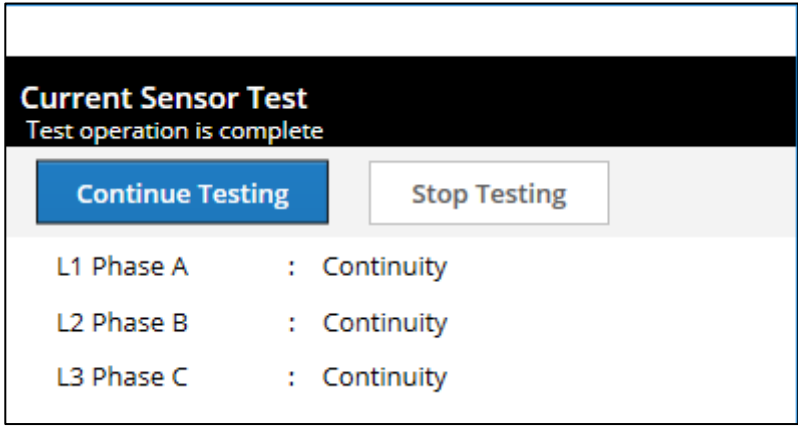 Current Sensor Test
Test operation is complete
Continue Testing Stop Testing
L1 Phase A : Continuity
L2 Phase B : Continuity
L3 Phase C : Continuity